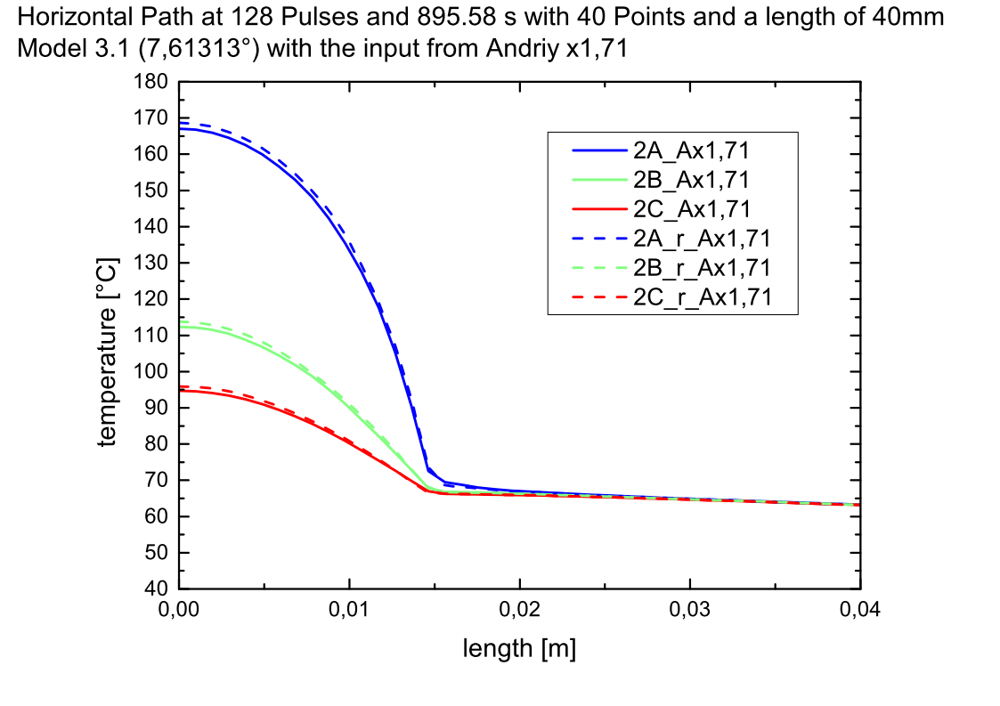 Horizontal Path at 128 Pulses and 895.58 s with 40 Points and a length of 40mm
Model 3.1 (7,61313°) with the input from Andriy x1,71
180
170
160
150
140
130
120
110
100
90
80
70
60
50
40
temperature [°C]
2A_Ax1,71
2B_Ax1,71
2C_Ax1,71
2A_r_Ax1,71
2B_r_Ax1,71
2C_r_Ax1,71
0,00 0,01 0,02 0,03 0,04
length [m]